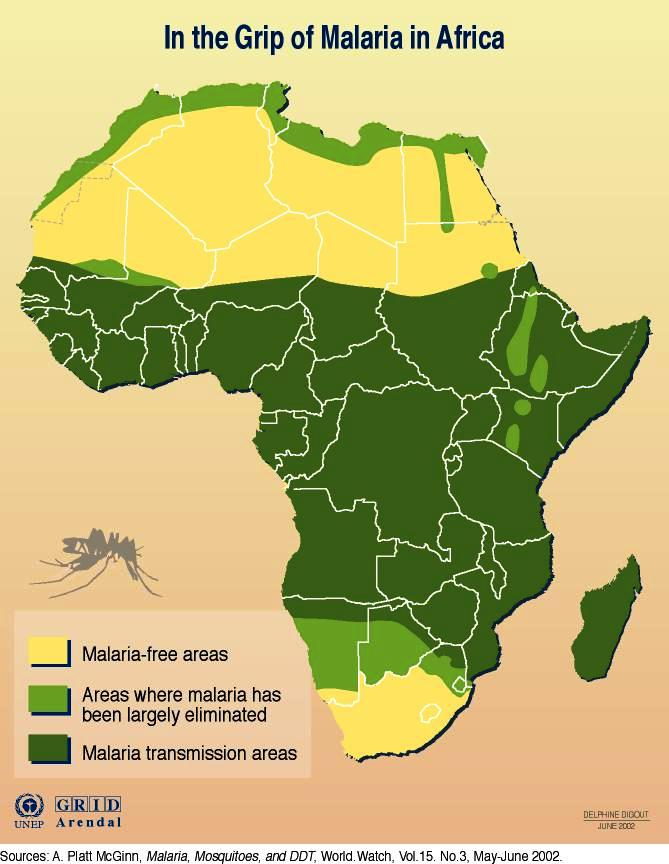 In the Grip of Malaria in Africa
Malaria-free areas
Areas where malaria has
been largely eliminated
Malaria transmission areas
UNEP
GRID
Arendal
DELPHINE DIGOUT
JUNE 2002
Sources: A. Platt McGinn, Malaria, Mosquitoes, and DDT, World.Watch, Vol.15. No.3, May-June 2002.